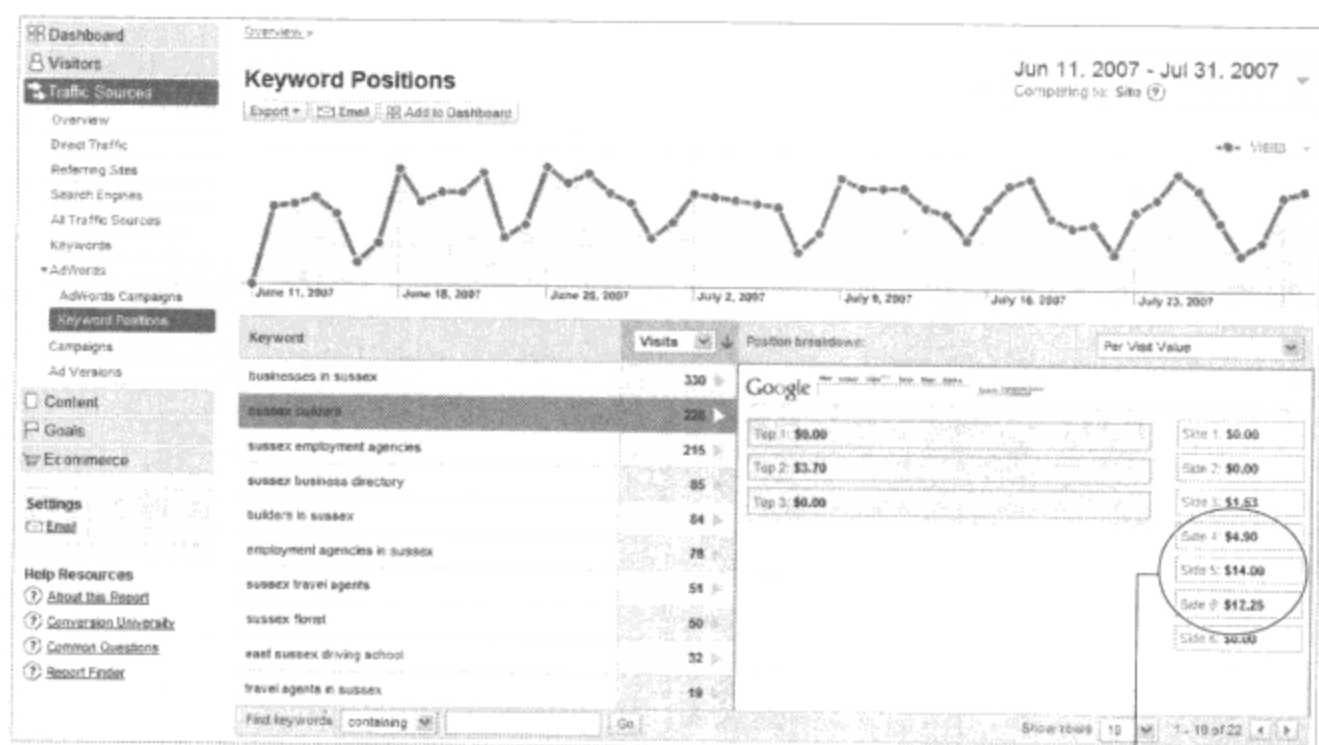 Dashboard
Visitors
Traffic Sources
Overview
Direct Traffic
Referring Sites
Search Engines
All Traffic Sources
Keywords
AdWords
AdWords Campaigns
Keyword Positions
Campaigns
Ad Versions
Content
Goals
Ecommerce
Settings
Email
Help Resources
About this Report
Conversion University
Common Questions
Report Finder
Overview »
Keyword Positions
Jun 11, 2007 - Jul 31, 2007
Comparing to: Site
Export Email Add to Dashboard
Visits
June 11, 2007 June 18, 2007 June 25, 2007 July 2, 2007 July 9, 2007 July 16, 2007 July 23, 2007
Keyword Visits
businesses in sussex 330
sussex builders
sussex employment agencies 215
sussex business directory 85
builders in sussex 84
employment agencies in sussex 78
sussex travel agents 51
sussex florist 50
east sussex driving school 32
travel agents in sussex 19
Find keywords containing Go
Position breakdown: Per Visit Value
Google
Top 1: $0.00
Top 2: $3.70
Top 3: $0.00
Side 1: $0.00
Side 2: $0.00
Side 3: $1.63
Side 4: $4.90
Side 5: $14.00
Side $12.25
Side $0.00
Show rows 10 1 - 10 of 22